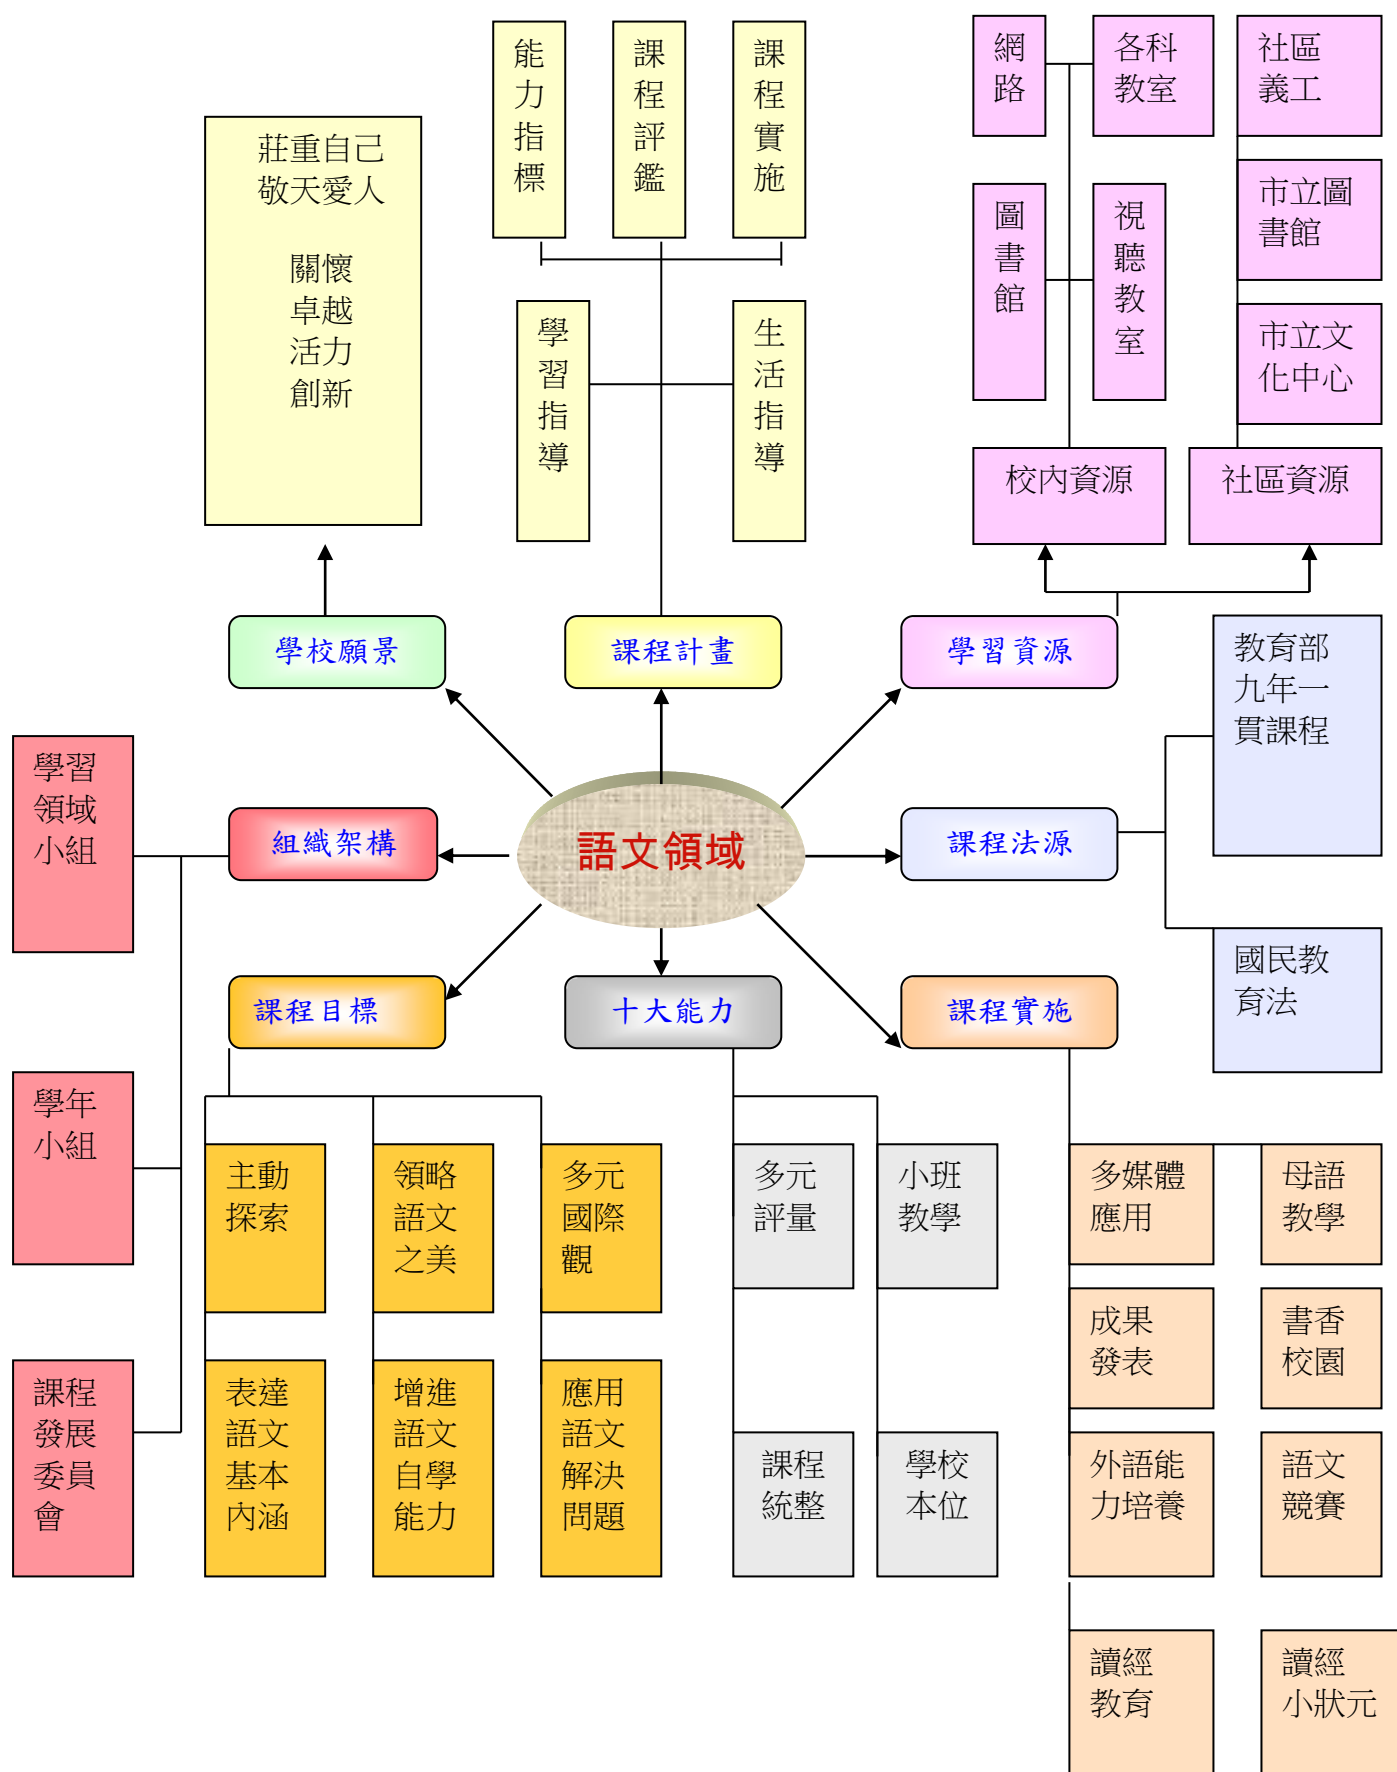 能
力
指
標
課
程
評
鑑
課
程
實
施
網
路
各科
教室
社區
義工
莊重自己
敬天愛人
關懷
卓越
活力
創新
圖
書
館
視
聽
教
室
市立圖
書館
學
習
指
導
生
活
指
導
市立文
化中心
校內資源
社區資源
學校願景
課程計畫
學習資源
教育部
九年一
貫課程
學習
領域
小組
組織架構
語文領域
課程法源
國民教
育法
課程目標
十大能力
課程實施
學年
小組
主動
探索
領略
語文
之美
多元
國際
觀
多元
評量
小班
教學
多媒體
應用
母語
教學
成果
發表
書香
校園
課程
發展
委員
會
表達
語文
基本
內涵
增進
語文
自學
能力
應用
語文
解決
問題
課程
統整
學校
本位
外語能
力培養
語文
競賽
讀經
教育
讀經
小狀元